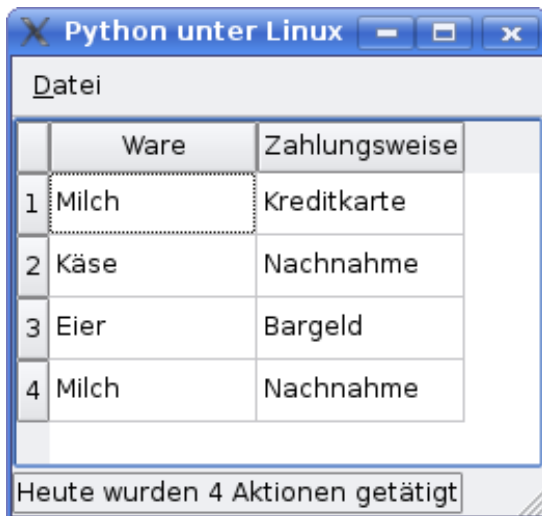 Python unter Linux
Datei
Ware Zahlungsweise
1 Milch Kreditkarte
2 Käse Nachnahme
3 Eier Bargeld
4 Milch Nachnahme
Heute wurden 4 Aktionen getätigt